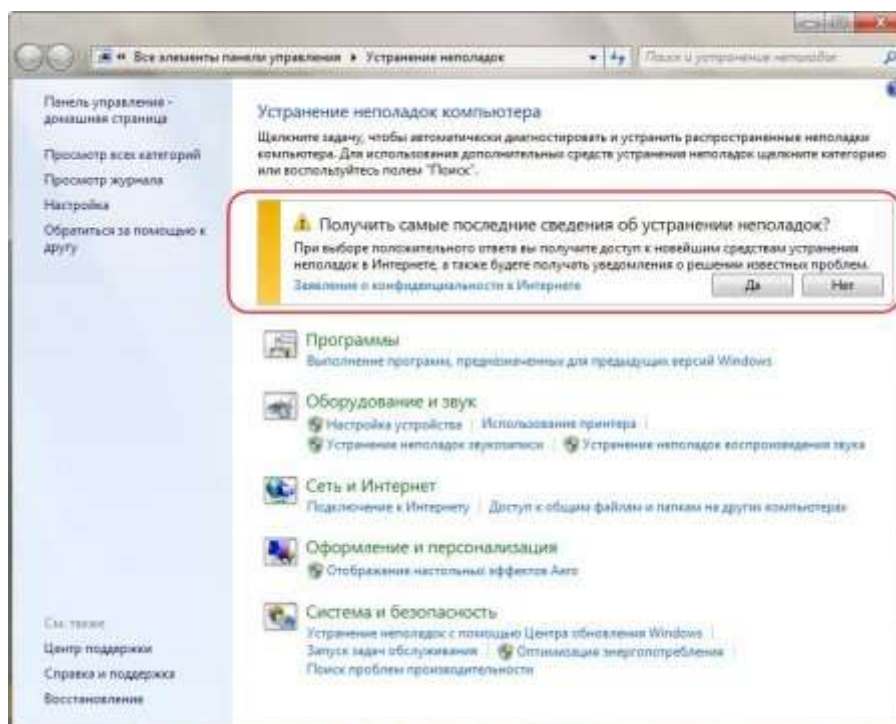 « Все элементы панели управления ▸ Устранение неполадок
Поиск и устранение неполадок
Панель управления -
домашняя страница
Просмотр всех категорий
Просмотр журнала
Настройка
Обратиться за помощью к
другу
Устранение неполадок компьютера
Щелкните задачу, чтобы автоматически диагностировать и устранить распространенные неполадки
компьютера. Для использования дополнительных средств устранения неполадок щелкните категорию
или воспользуйтесь полем "Поиск".
Получить самые последние сведения об устранении неполадок?
При выборе положительного ответа вы получите доступ к новейшим средствам устранения
неполадок в Интернете, а также будете получать уведомления о решении известных проблем.
Заявление о конфиденциальности в Интернете Да Нет
Программы
Выполнение программ, предназначенных для предыдущих версий Windows
Оборудование и звук
Настройка устройства | Использование принтера |
Устранение неполадок звукозаписи | Устранение неполадок воспроизведения звука
Сеть и Интернет
Подключение к Интернету | Доступ к общим файлам и папкам на других компьютерах
Оформление и персонализация
Отображение настольных эффектов Aero
Система и безопасность
Устранение неполадок с помощью Центра обновления Windows |
Запуск задач обслуживания | Оптимизация энергопотребления |
Поиск проблем производительности
См. также
Центр поддержки
Справка и поддержка
Восстановление